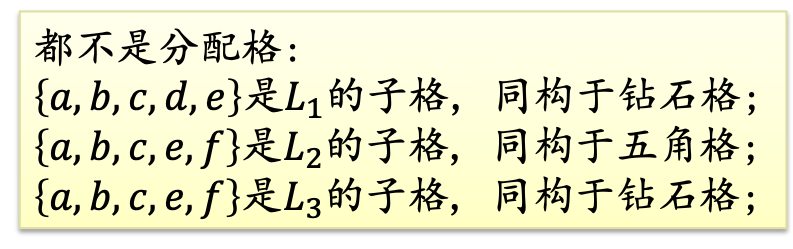 都不是分配格：
{a, b, c, d, e}是L₁的子格，同构于钻石格；
{a, b, c, e, f}是L₂的子格，同构于五角格；
{a, b, c, e, f}是L₃的子格，同构于钻石格；